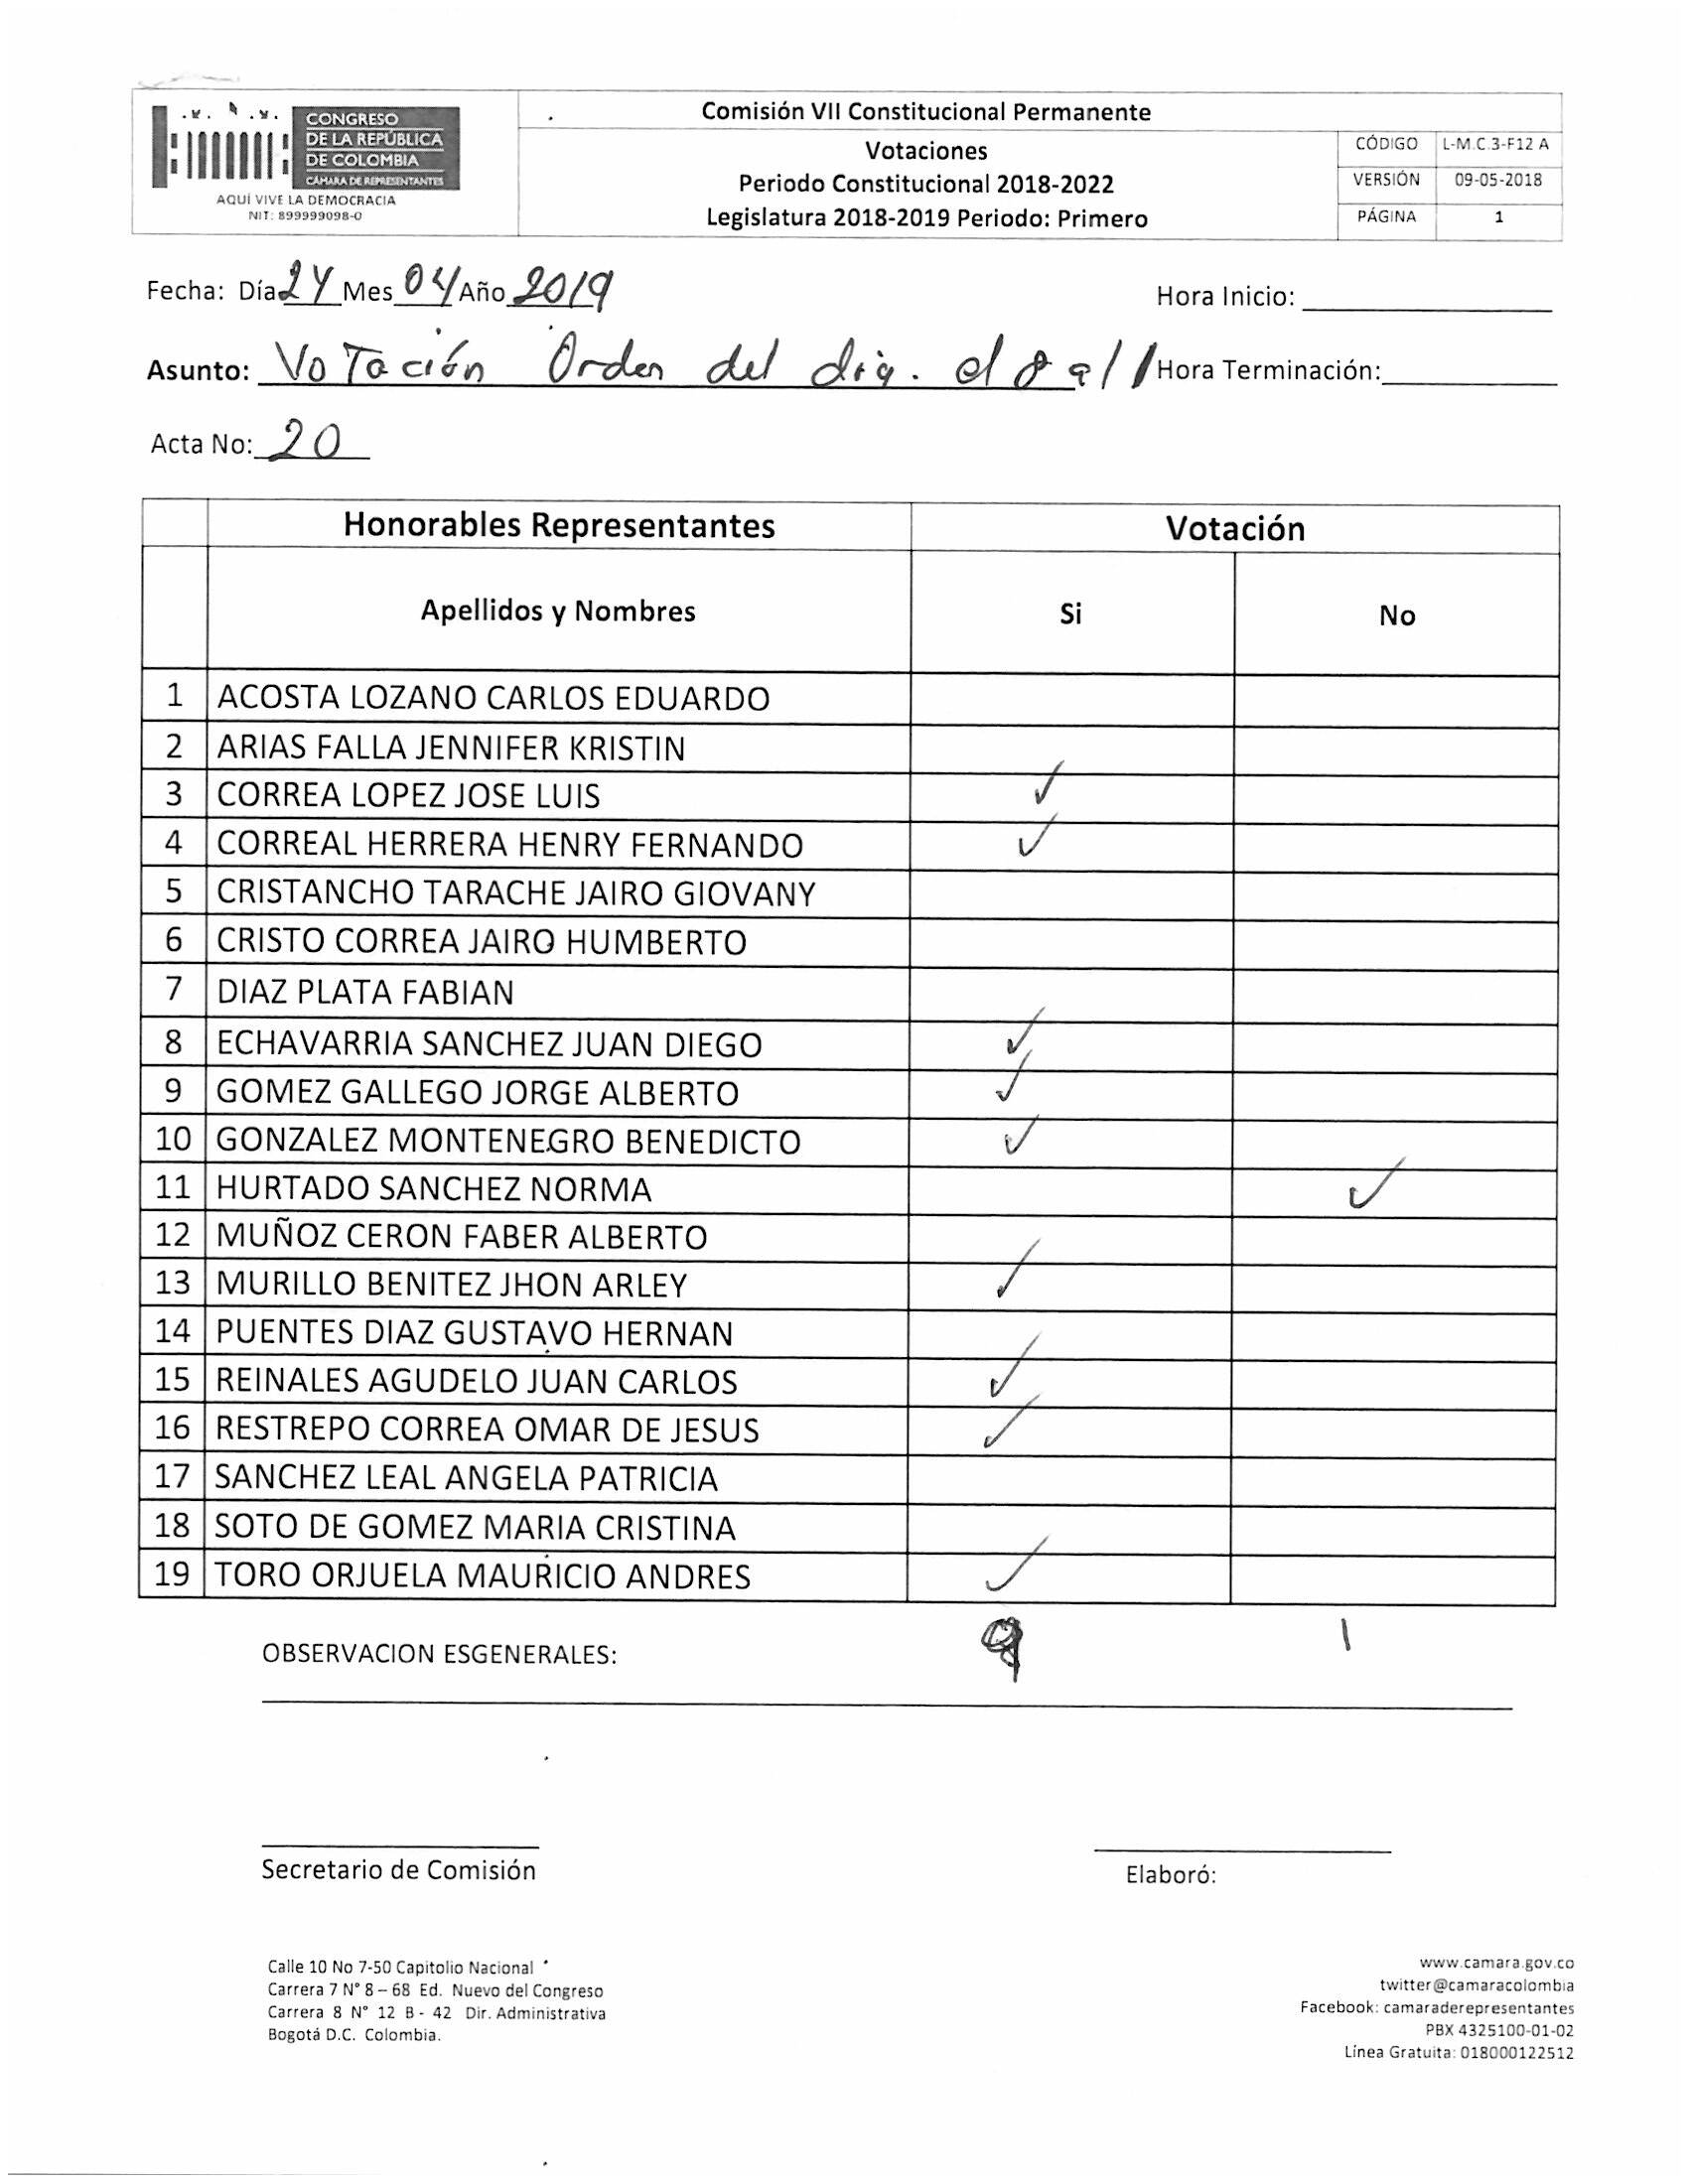 CONGRESO
DE LA REPÚBLICA
DE COLOMBIA
CÁMARA DE REPRESENTANTES
AQUÍ VIVE LA DEMOCRACIA
NIT: 899999098-0
Comisión VII Constitucional Permanente
Votaciones
Periodo Constitucional 2018-2022
Legislatura 2018-2019 Periodo: Primero
CÓDIGO L-M.C.3-F12 A
VERSIÓN 09-05-2018
PÁGINA 1
Fecha: Día 24 Mes 04 Año 2019 Hora Inicio:
Asunto: Votación Orden del dia. el 8 al 1 Hora Terminación:
Acta No: 20
Honorables Representantes Votación
Apellidos y Nombres Si No
1 ACOSTA LOZANO CARLOS EDUARDO
2 ARIAS FALLA JENNIFER KRISTIN
3 CORREA LOPEZ JOSE LUIS ✓
4 CORREAL HERRERA HENRY FERNANDO ✓
5 CRISTANCHO TARACHE JAIRO GIOVANY
6 CRISTO CORREA JAIRO HUMBERTO
7 DIAZ PLATA FABIAN
8 ECHAVARRIA SANCHEZ JUAN DIEGO ✓
9 GOMEZ GALLEGO JORGE ALBERTO ✓
10 GONZALEZ MONTENEGRO BENEDICTO ✓
11 HURTADO SANCHEZ NORMA ✓
12 MUÑOZ CERON FABER ALBERTO
13 MURILLO BENITEZ JHON ARLEY ✓
14 PUENTES DIAZ GUSTAVO HERNAN
15 REINALES AGUDELO JUAN CARLOS ✓
16 RESTREPO CORREA OMAR DE JESUS ✓
17 SANCHEZ LEAL ANGELA PATRICIA
18 SOTO DE GOMEZ MARIA CRISTINA
19 TORO ORJUELA MAURICIO ANDRES ✓
9 1
OBSERVACION ESGENERALES:
Secretario de Comisión
Elaboró:
Calle 10 No 7-50 Capitolio Nacional
Carrera 7 N° 8 – 68 Ed. Nuevo del Congreso
Carrera 8 N° 12 B - 42 Dir. Administrativa
Bogotá D.C. Colombia.
www.camara.gov.co
twitter@camaracolombia
Facebook: camaraderepresentantes
PBX 4325100-01-02
Línea Gratuita: 018000122512